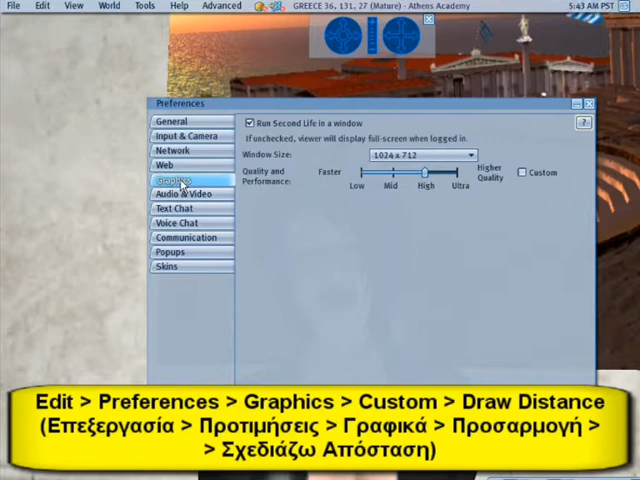 File Edit View World Tools Help Advanced GREECE 36, 131, 27 (Mature) - Athens Academy 5:43 AM PST
Preferences
General
Input & Camera
Network
Web
Graphics
Audio & Video
Text Chat
Voice Chat
Communication
Popups
Skins
Run Second Life in a window
?
If unchecked, viewer will display full-screen when logged in.
Window Size: 1024 x 712
Quality and Performance: Faster Higher Quality Custom
Low Mid High Ultra
Edit > Preferences > Graphics > Custom > Draw Distance
(Επεξεργασία > Προτιμήσεις > Γραφικά > Προσαρμογή >
> Σχεδιάζω Απόσταση)